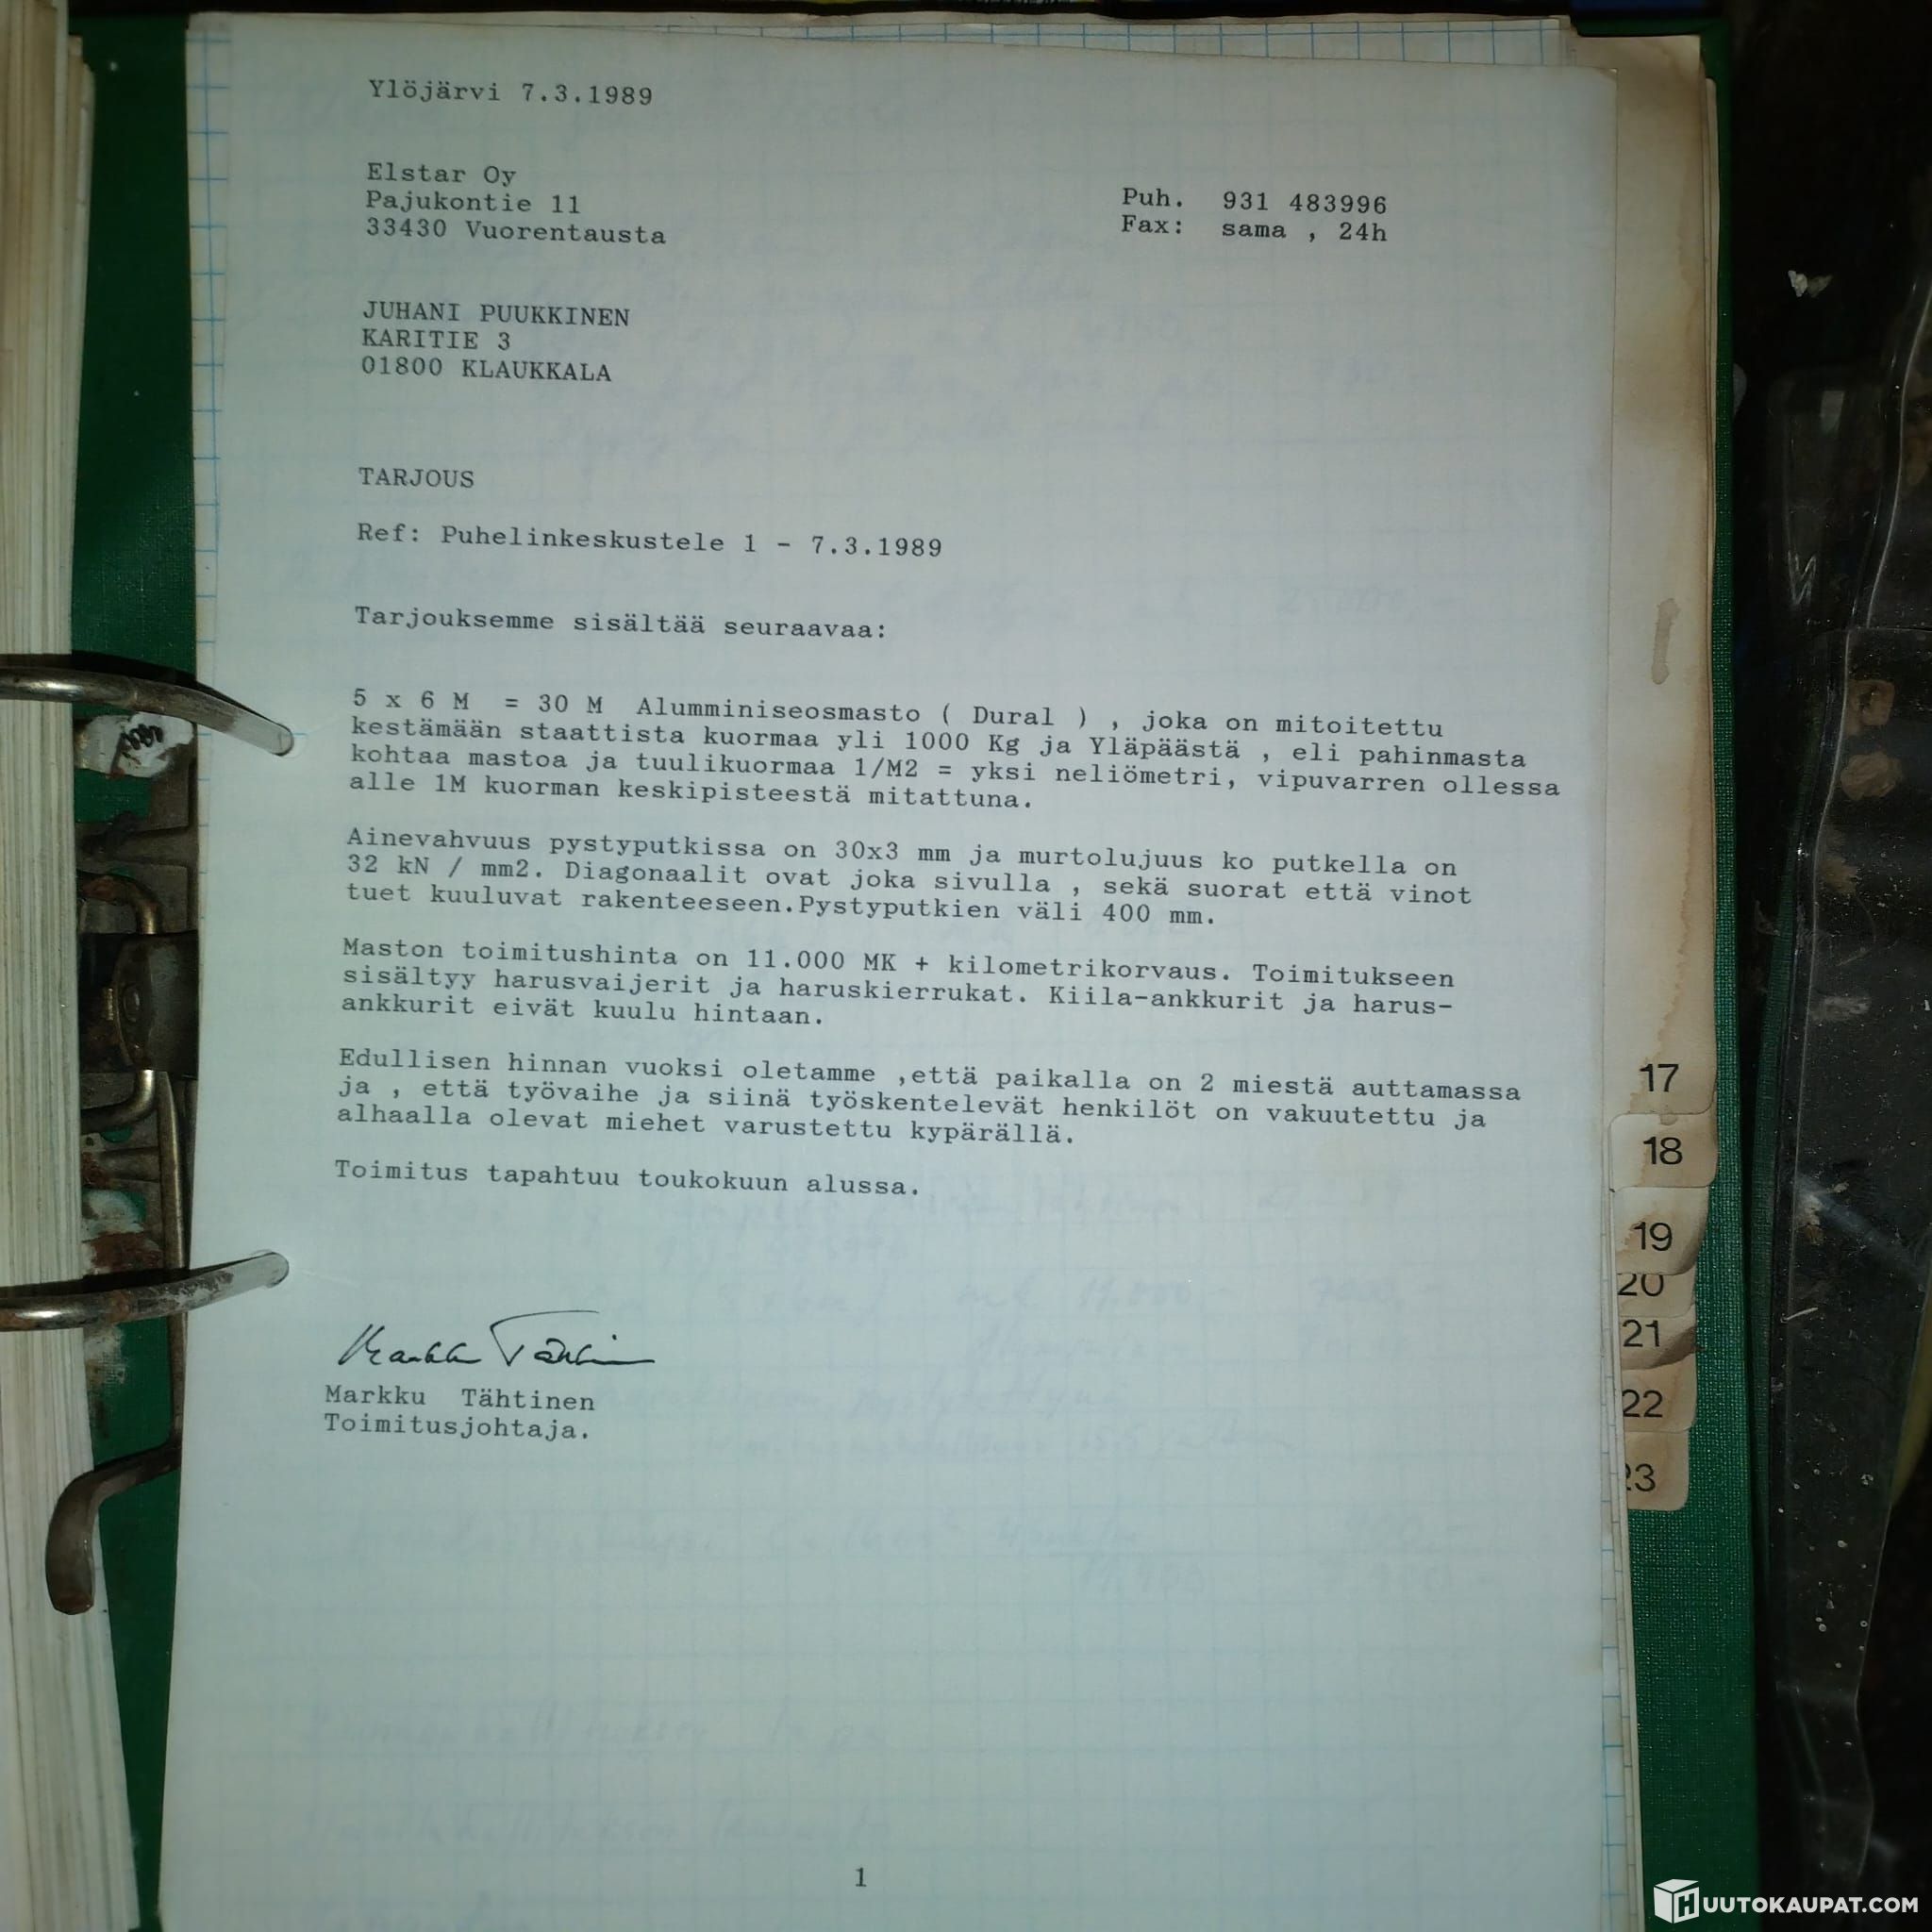 Ylöjärvi 7.3.1989
Elstar Oy
Pajukontie 11
33430 Vuorentausta
Puh. 931 483996
Fax: sama , 24h
JUHANI PUUKKINEN
KARITIE 3
01800 KLAUKKALA
TARJOUS
Ref: Puhelinkeskustele 1 - 7.3.1989
Tarjouksemme sisältää seuraavaa:
5 x 6 M = 30 M Alumminiseosmasto ( Dural ) , joka on mitoitettu
kestämään staattista kuormaa yli 1000 Kg ja Yläpäästä , eli pahinmasta
kohtaa mastoa ja tuulikuormaa 1/M2 = yksi neliömetri, vipuvarren ollessa
alle 1M kuorman keskipisteestä mitattuna.
Ainevahvuus pystyputkissa on 30x3 mm ja murtolujuus ko putkella on
32 kN / mm2. Diagonaalit ovat joka sivulla , sekä suorat että vinot
tuet kuuluvat rakenteeseen.Pystyputkien väli 400 mm.
Maston toimitushinta on 11.000 MK + kilometrikorvaus. Toimitukseen
sisältyy harusvaijerit ja haruskierrukat. Kiila-ankkurit ja harus-
ankkurit eivät kuulu hintaan.
Edullisen hinnan vuoksi oletamme ,että paikalla on 2 miestä auttamassa
ja , että työvaihe ja siinä työskentelevät henkilöt on vakuutettu ja
alhaalla olevat miehet varustettu kypärällä.
Toimitus tapahtuu toukokuun alussa.
Markku Tähtinen
Markku Tähtinen
Toimitusjohtaja.
1
17
18
19
20
21
22
23
HUUTOKAUPAT.COM